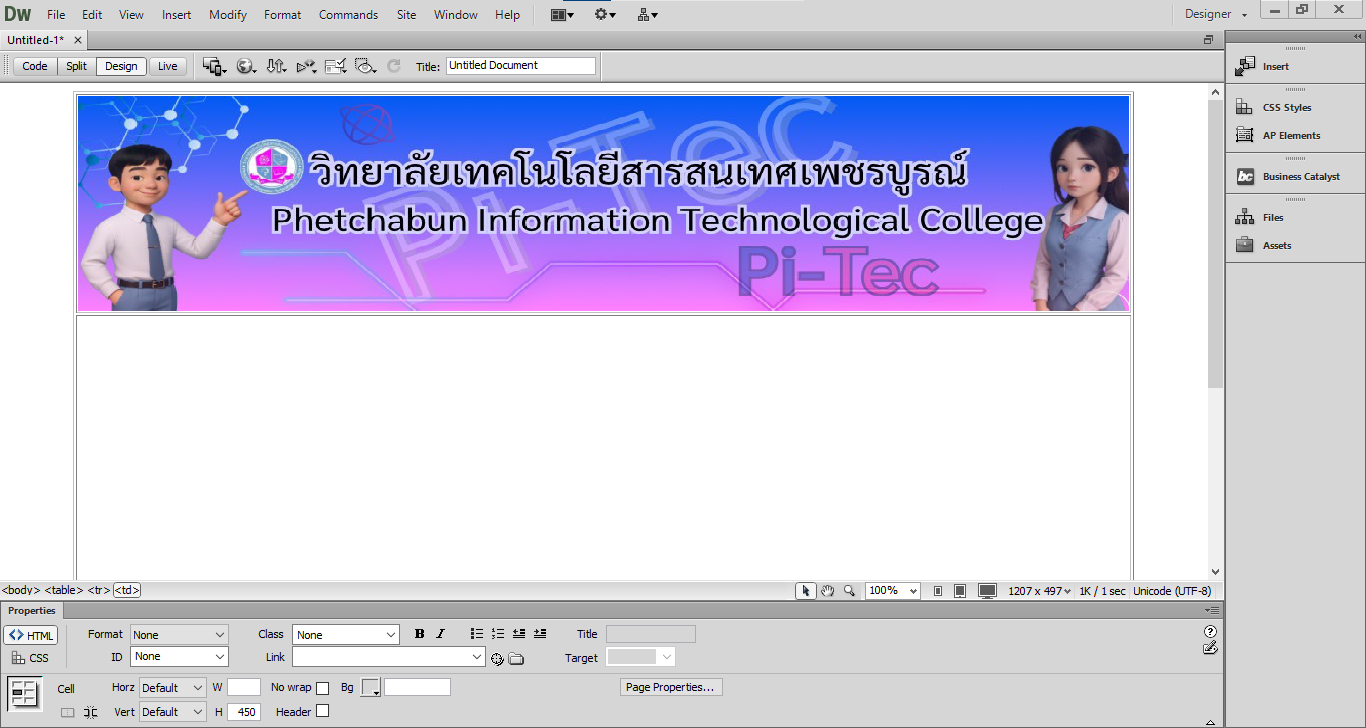 Dw File Edit View Insert Modify Format Commands Site Window Help Designer
Untitled-1*
Code Split Design Live Title: Untitled Document
Pi-Tec
วิทยาลัยเทคโนโลยีสารสนเทศเพชรบูรณ์
Phetchabun Information Technological College
Pi-Tec
Insert
CSS Styles
AP Elements
Business Catalyst
Files
Assets
<body> <table> <tr> <td> 100% 1207 x 497 1K / 1 sec Unicode (UTF-8)
Properties
HTML Format None Class None B I Title
CSS ID None Link Target
Cell Horz Default W No wrap Bg Page Properties...
Vert Default H 450 Header